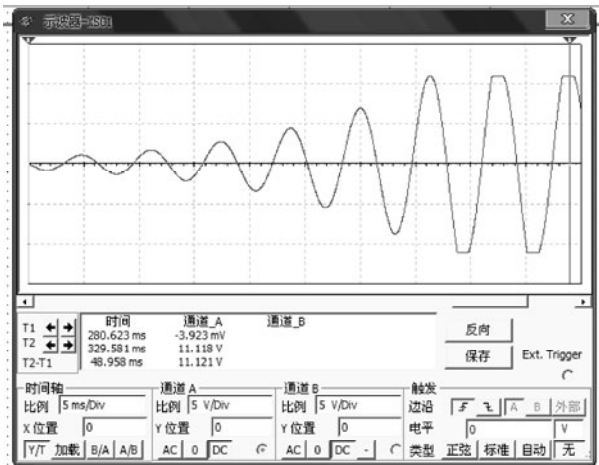 示波器-XSC1
时间 通道_A 通道_B
T1 280.623 ms -3.923 mV
T2 329.581 ms 11.118 V
T2-T1 48.958 ms 11.121 V
反向
保存
Ext. Trigger
时间轴
比例 5 ms/Div
X 位置 0
Y/T 加载 B/A A/B
通道 A
比例 5 V/Div
Y 位置 0
AC 0 DC
通道 B
比例 5 V/Div
Y 位置 0
AC 0 DC -
触发
边沿 A B 外部
电平 0 V
类型 正弦 标准 自动 无